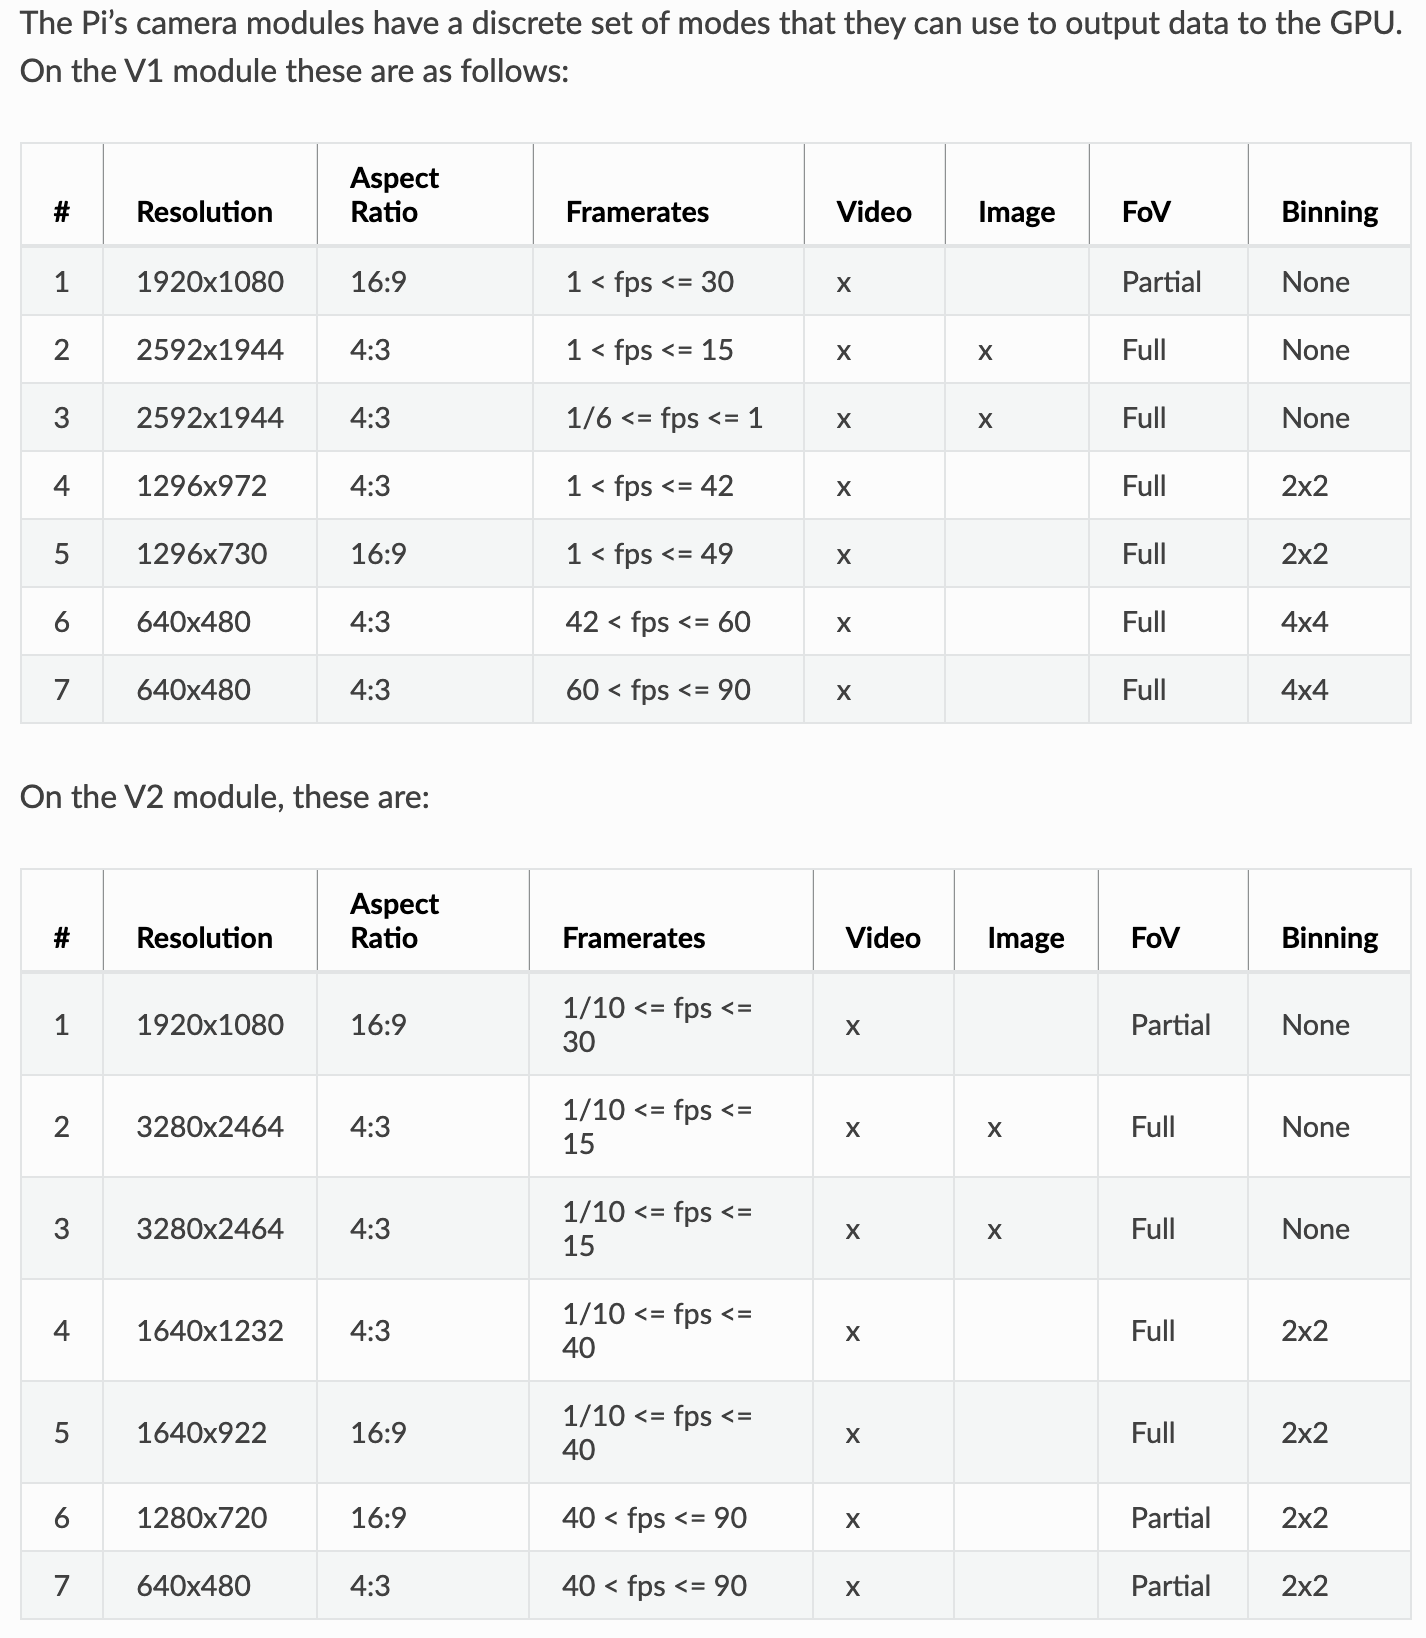 The Pi’s camera modules have a discrete set of modes that they can use to output data to the GPU.
On the V1 module these are as follows:
# Resolution Aspect Ratio Framerates Video Image FoV Binning
1 1920x1080 16:9 1 < fps <= 30 x Partial None
2 2592x1944 4:3 1 < fps <= 15 x x Full None
3 2592x1944 4:3 1/6 <= fps <= 1 x x Full None
4 1296x972 4:3 1 < fps <= 42 x Full 2x2
5 1296x730 16:9 1 < fps <= 49 x Full 2x2
6 640x480 4:3 42 < fps <= 60 x Full 4x4
7 640x480 4:3 60 < fps <= 90 x Full 4x4
On the V2 module, these are:
# Resolution Aspect Ratio Framerates Video Image FoV Binning
1 1920x1080 16:9 1/10 <= fps <= 30 x Partial None
2 3280x2464 4:3 1/10 <= fps <= 15 x x Full None
3 3280x2464 4:3 1/10 <= fps <= 15 x x Full None
4 1640x1232 4:3 1/10 <= fps <= 40 x Full 2x2
5 1640x922 16:9 1/10 <= fps <= 40 x Full 2x2
6 1280x720 16:9 40 < fps <= 90 x Partial 2x2
7 640x480 4:3 40 < fps <= 90 x Partial 2x2